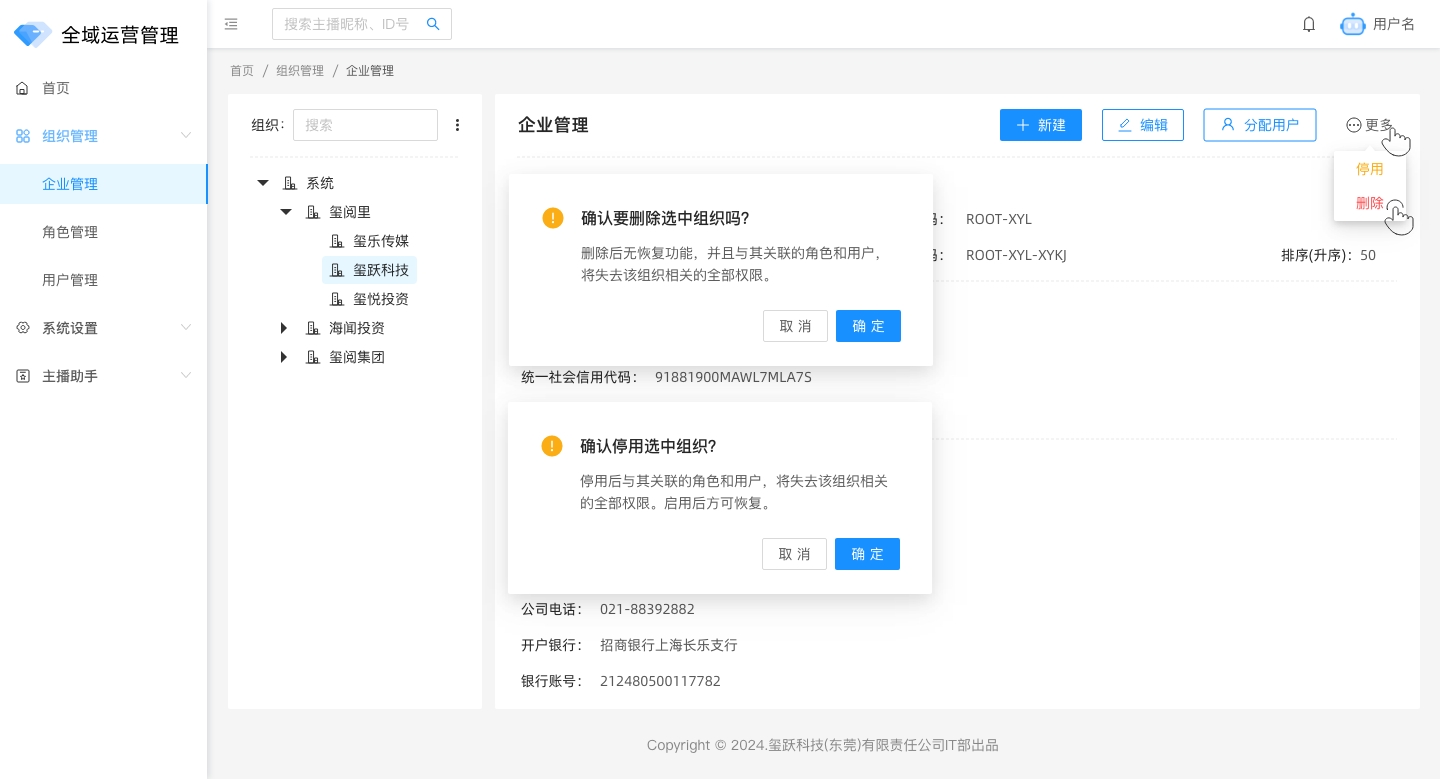 全域运营管理
搜索主播昵称、ID号
用户名
首页
组织管理
企业管理
角色管理
用户管理
系统设置
主播助手
首页 / 组织管理 / 企业管理
组织：
搜索
系统
玺阅里
玺乐传媒
玺跃科技
玺悦投资
海闻投资
玺阅集团
企业管理
新建
编辑
分配用户
更多
停用
删除
ROOT-XYL
ROOT-XYL-XYKJ
排序(升序)： 50
确认要删除选中组织吗？
删除后无恢复功能，并且与其关联的角色和用户，
将失去该组织相关的全部权限。
取 消
确 定
统一社会信用代码： 91881900MAWL7MLA7S
确认停用选中组织？
停用后与其关联的角色和用户，将失去该组织相关
的全部权限。启用后方可恢复。
取 消
确 定
公司电话： 021-88392882
开户银行： 招商银行上海长乐支行
银行账号： 212480500117782
Copyright © 2024.玺跃科技(东莞)有限责任公司IT部出品